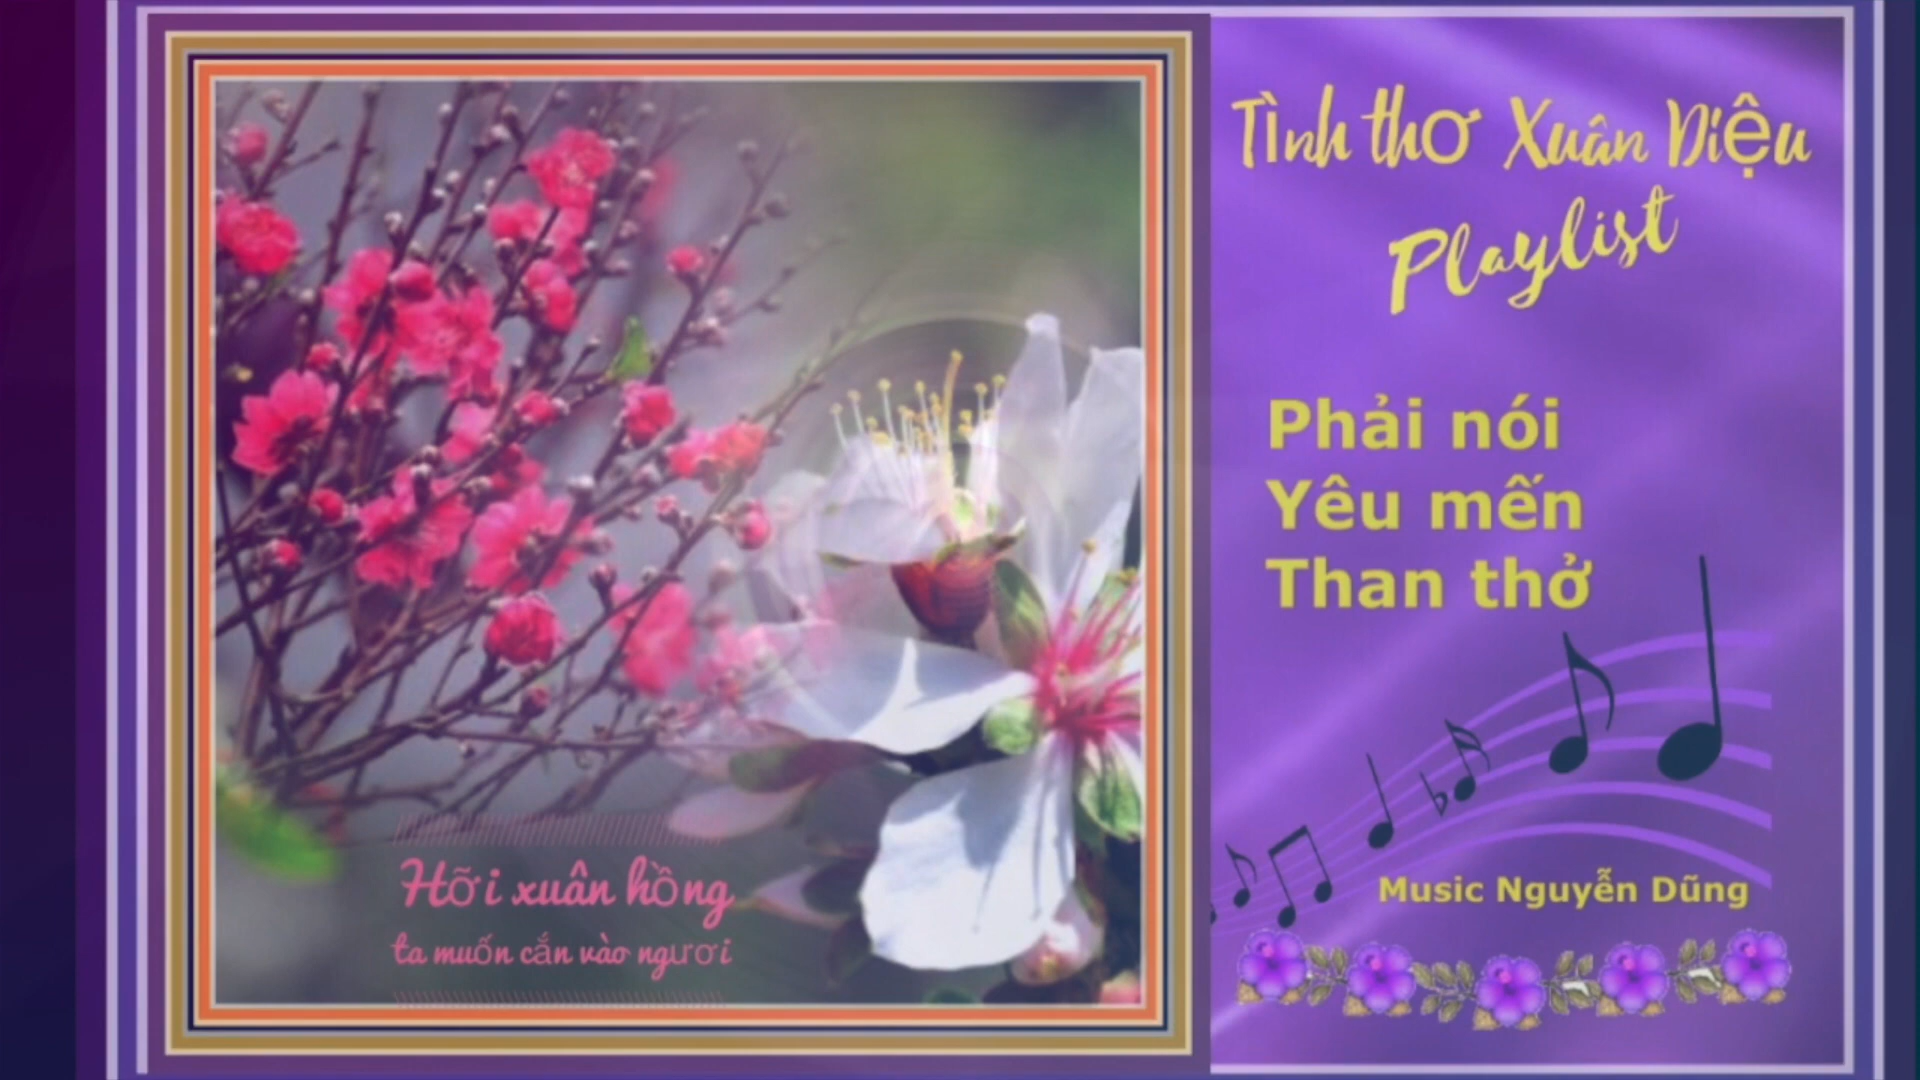 Tình thơ Xuân Diệu
Playlist
Phải nói
Yêu mến
Than thở
Music Nguyễn Dũng
Hỡi xuân hồng
ta muốn cắn vào ngươi